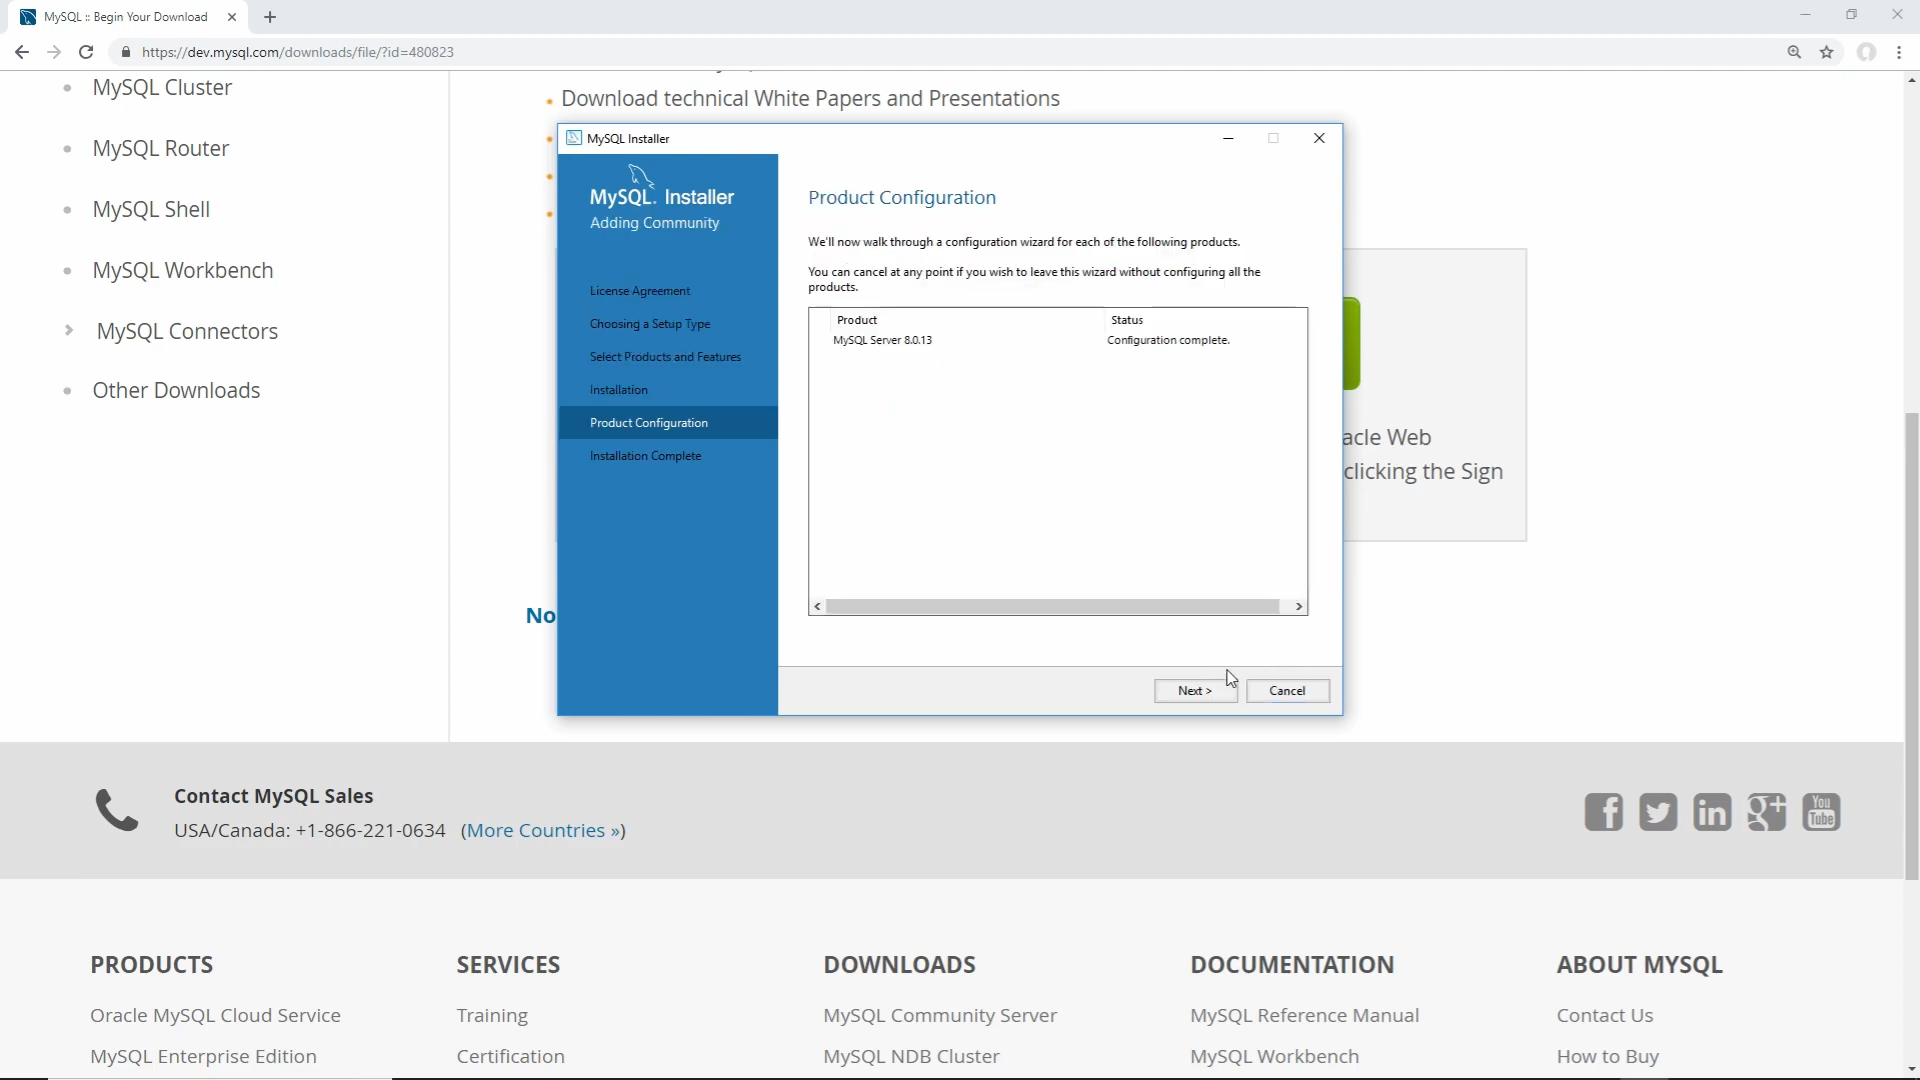 MySQL :: Begin Your Download
https://dev.mysql.com/downloads/file/?id=480823
MySQL Cluster
MySQL Router
MySQL Shell
MySQL Workbench
MySQL Connectors
Other Downloads
Download technical White Papers and Presentations
MySQL Installer
MySQL. Installer
Adding Community
License Agreement
Choosing a Setup Type
Select Products and Features
Installation
Product Configuration
Installation Complete
Product Configuration
We'll now walk through a configuration wizard for each of the following products.
You can cancel at any point if you wish to leave this wizard without configuring all the
products.
Product Status
MySQL Server 8.0.13 Configuration complete.
Next > Cancel
acle Web
clicking the Sign
No
Contact MySQL Sales
USA/Canada: +1-866-221-0634 (More Countries »)
f in g+ You Tube
PRODUCTS SERVICES DOWNLOADS DOCUMENTATION ABOUT MYSQL
Oracle MySQL Cloud Service Training MySQL Community Server MySQL Reference Manual Contact Us
MySQL Enterprise Edition Certification MySQL NDB Cluster MySQL Workbench How to Buy